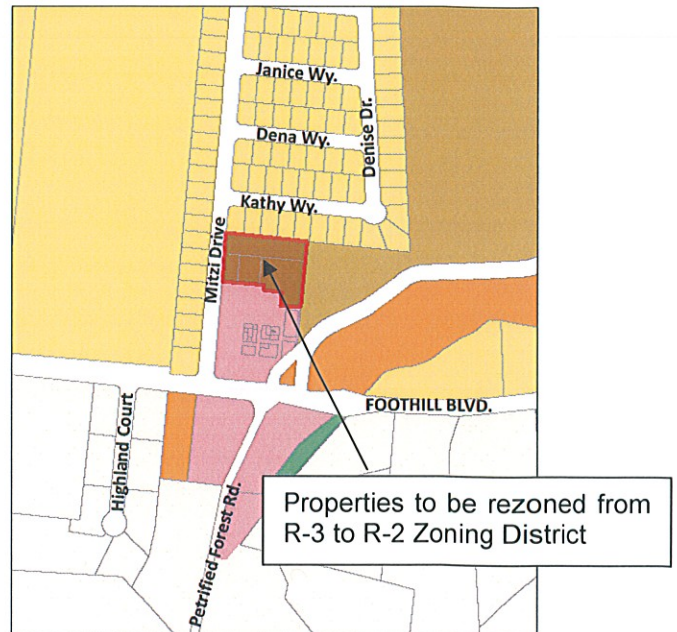 Janice Wy.
Dena Wy.
Denise Dr.
Kathy Wy.
Mitzi Drive
FOOTHILL BLVD.
Highland Court
Petrified Forest Rd.
Properties to be rezoned from
R-3 to R-2 Zoning District